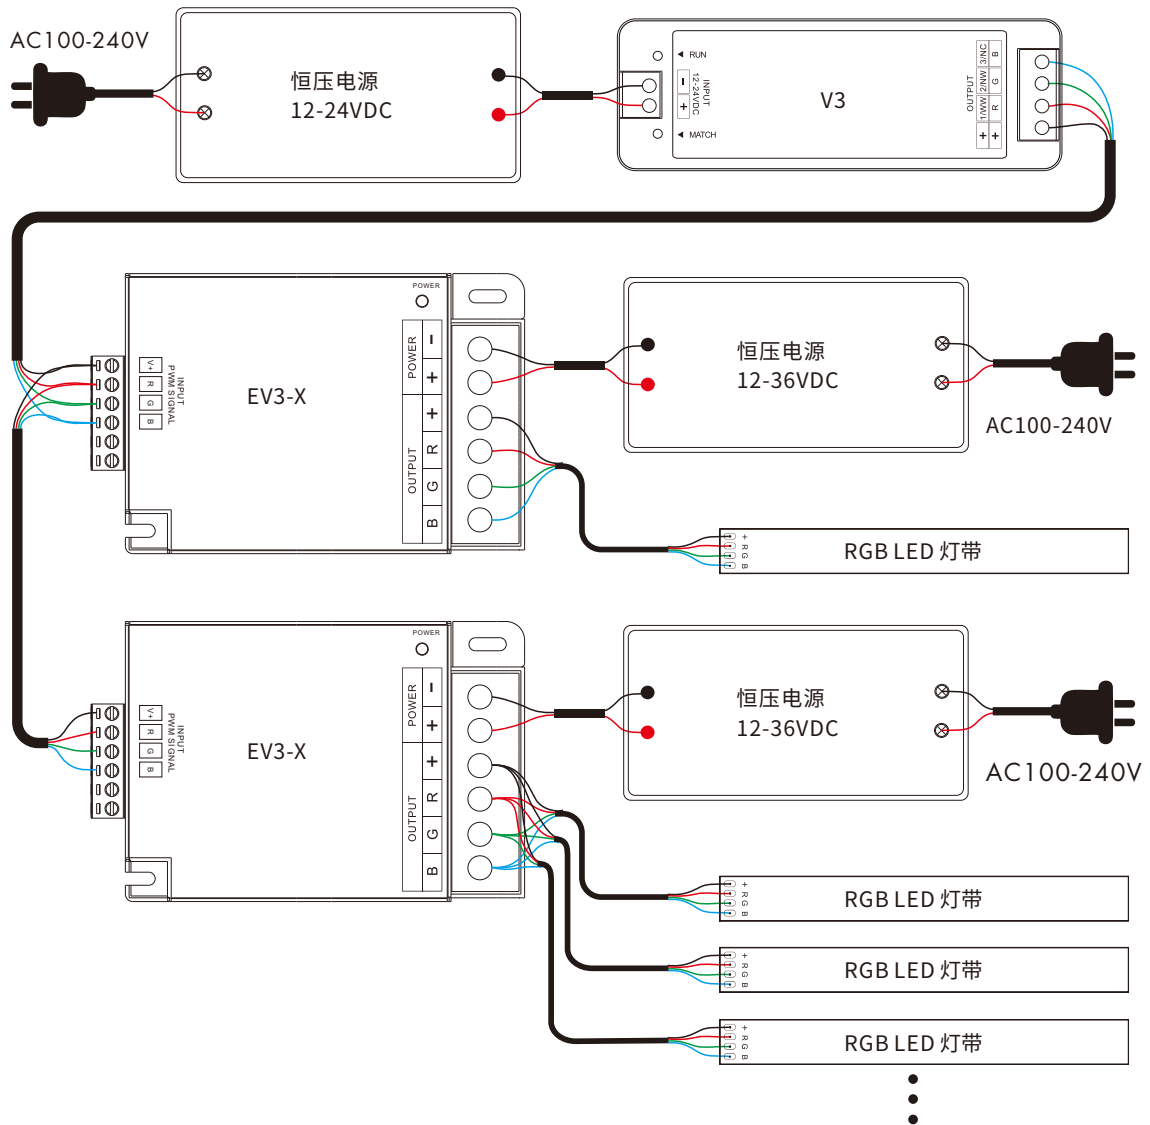 AC100-240V
恒压电源
12-24VDC
RUN
INPUT
12-24VDC
− +
MATCH
V3
OUTPUT
3/NC B
2/NW G
1/WW R
+ +
POWER
V+
R
G
B
INPUT
PWM SIGNAL
EV3-X
POWER
−
+
OUTPUT
+
R
G
B
恒压电源
12-36VDC
AC100-240V
+
R
G
B
RGB LED 灯带
POWER
V+
R
G
B
INPUT
PWM SIGNAL
EV3-X
POWER
−
+
OUTPUT
+
R
G
B
恒压电源
12-36VDC
AC100-240V
+
R
G
B
RGB LED 灯带
+
R
G
B
RGB LED 灯带
+
R
G
B
RGB LED 灯带